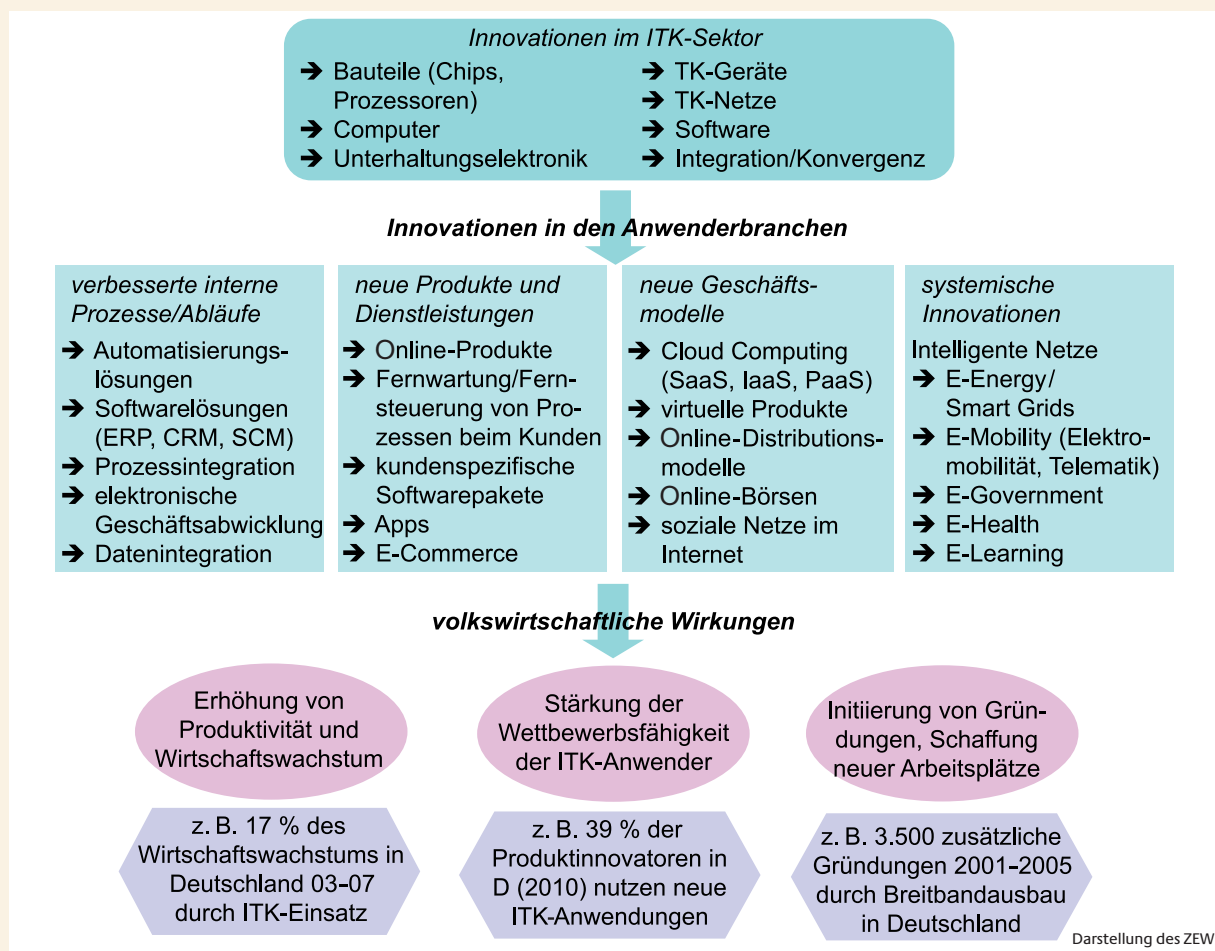 Innovationen im ITK-Sektor
➔ Bauteile (Chips,
Prozessoren)
➔ Computer
➔ Unterhaltungselektronik
➔ TK-Geräte
➔ TK-Netze
➔ Software
➔ Integration/Konvergenz
Innovationen in den Anwenderbranchen
verbesserte interne
Prozesse/Abläufe
➔ Automatisierungs-
lösungen
➔ Softwarelösungen
(ERP, CRM, SCM)
➔ Prozessintegration
➔ elektronische
Geschäftsabwicklung
➔ Datenintegration
neue Produkte und
Dienstleistungen
➔ Online-Produkte
➔ Fernwartung/Fern-
steuerung von Pro-
zessen beim Kunden
➔ kundenspezifische
Softwarepakete
➔ Apps
➔ E-Commerce
neue Geschäfts-
modelle
➔ Cloud Computing
(SaaS, IaaS, PaaS)
➔ virtuelle Produkte
➔ Online-Distributions-
modelle
➔ Online-Börsen
➔ soziale Netze im
Internet
systemische
Innovationen
Intelligente Netze
➔ E-Energy/
Smart Grids
➔ E-Mobility (Elektro-
mobilität, Telematik)
➔ E-Government
➔ E-Health
➔ E-Learning
volkswirtschaftliche Wirkungen
Erhöhung von
Produktivität und
Wirtschaftswachstum
Stärkung der
Wettbewerbsfähigkeit
der ITK-Anwender
Initiierung von Grün-
dungen, Schaffung
neuer Arbeitsplätze
z. B. 17 % des
Wirtschaftswachstums in
Deutschland 03–07
durch ITK-Einsatz
z. B. 39 % der
Produktinnovatoren in
D (2010) nutzen neue
ITK-Anwendungen
z. B. 3.500 zusätzliche
Gründungen 2001–2005
durch Breitbandausbau
in Deutschland
Darstellung des ZEW